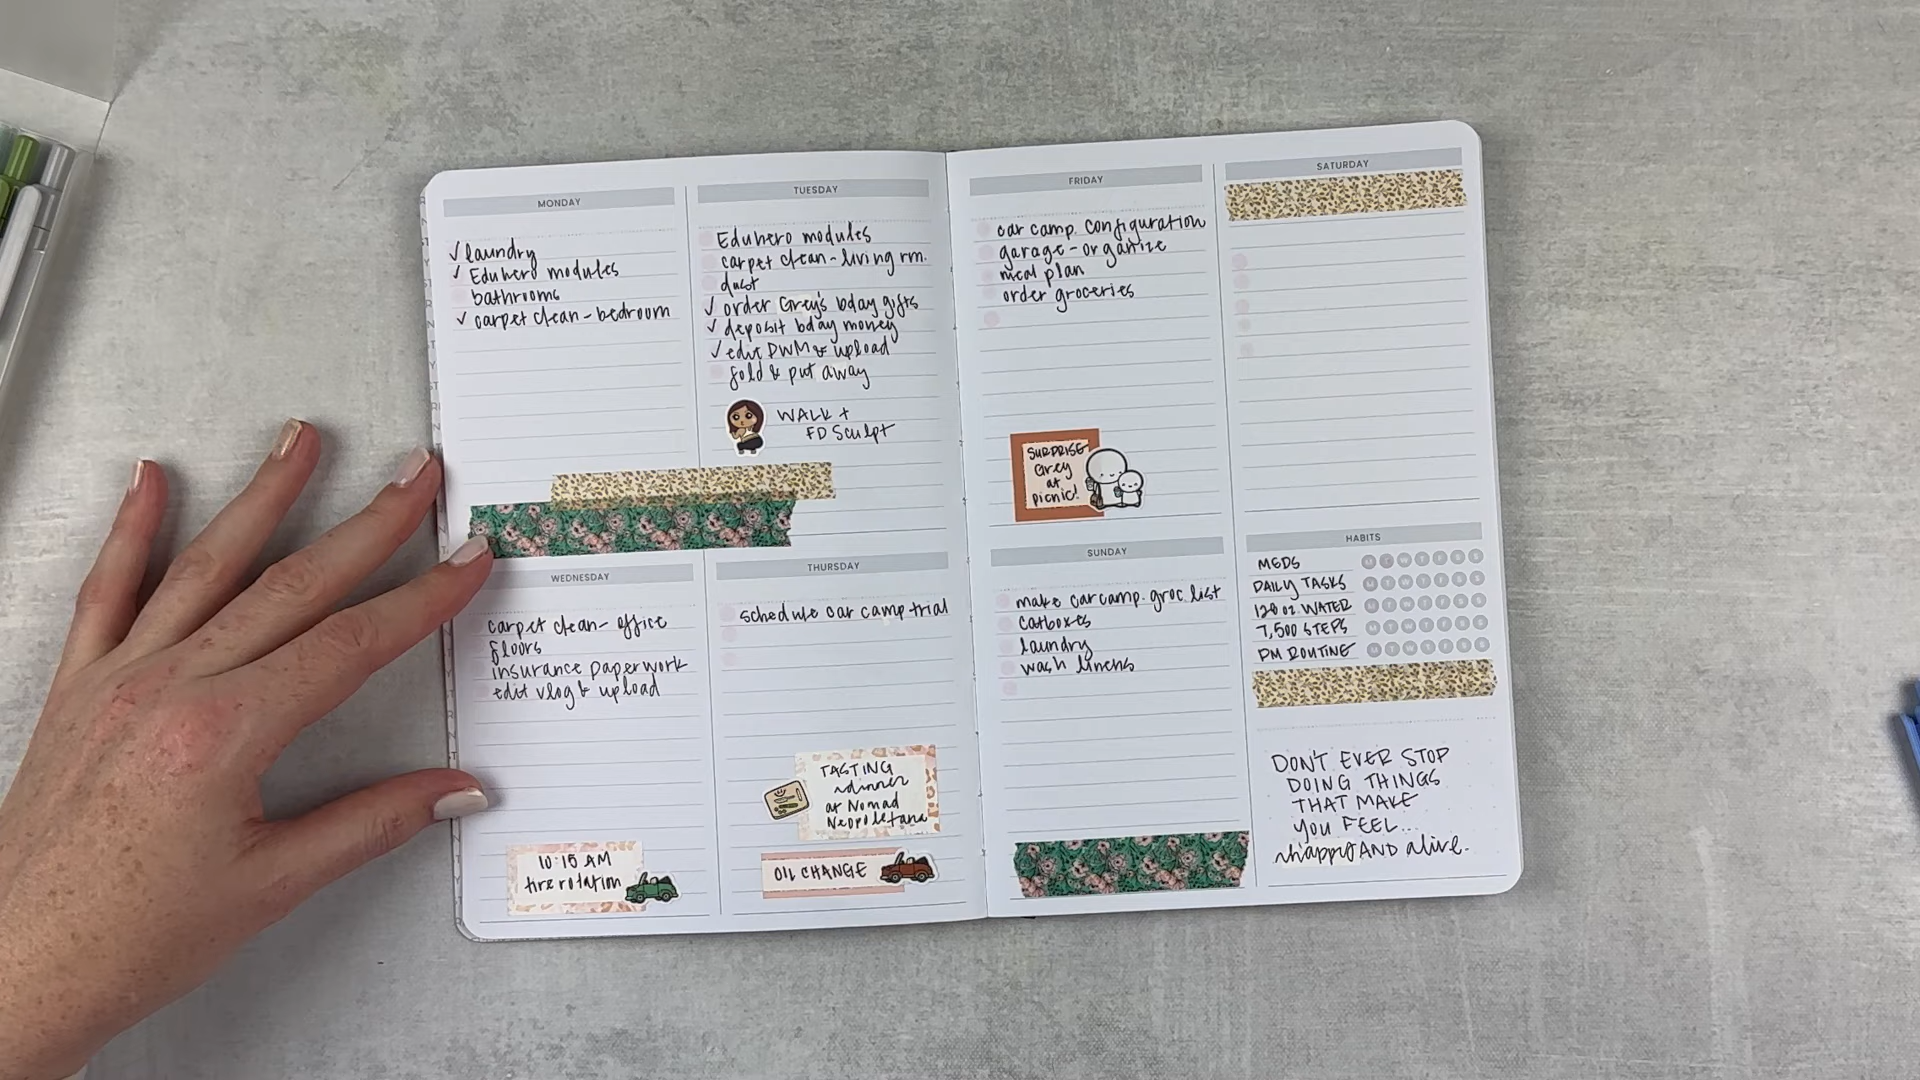 MONDAY
✓ laundry
✓ Eduhero modules
bathrooms
✓ carpet clean - bedroom
TUESDAY
Eduhero modules
carpet clean - living rm.
dust
✓ order Grey's bday gifts
✓ deposit bday money
✓ edit DWM & upload
fold & put away
WALK +
FD Sculpt
WEDNESDAY
carpet clean - office
floors
insurance paperwork
edit vlog & upload
10:15 AM
tire rotation
THURSDAY
schedule car camp trial
TASTING
dinner
at Nomad
Neopoletana
OIL CHANGE
FRIDAY
car camp. configuration
garage - organize
meal plan
order groceries
SURPRISE
Grey
at
picnic!
SATURDAY
SUNDAY
make car camp. groc. list
catboxes
laundry
wash linens
HABITS
MEDS M T W T F S S
DAILY TASKS M T W T F S S
128 oz WATER M T W T F S S
7,500 STEPS M T W T F S S
PM ROUTINE M T W T F S S
DON'T EVER STOP
DOING THINGS
THAT MAKE
YOU FEEL...
happy AND alive.